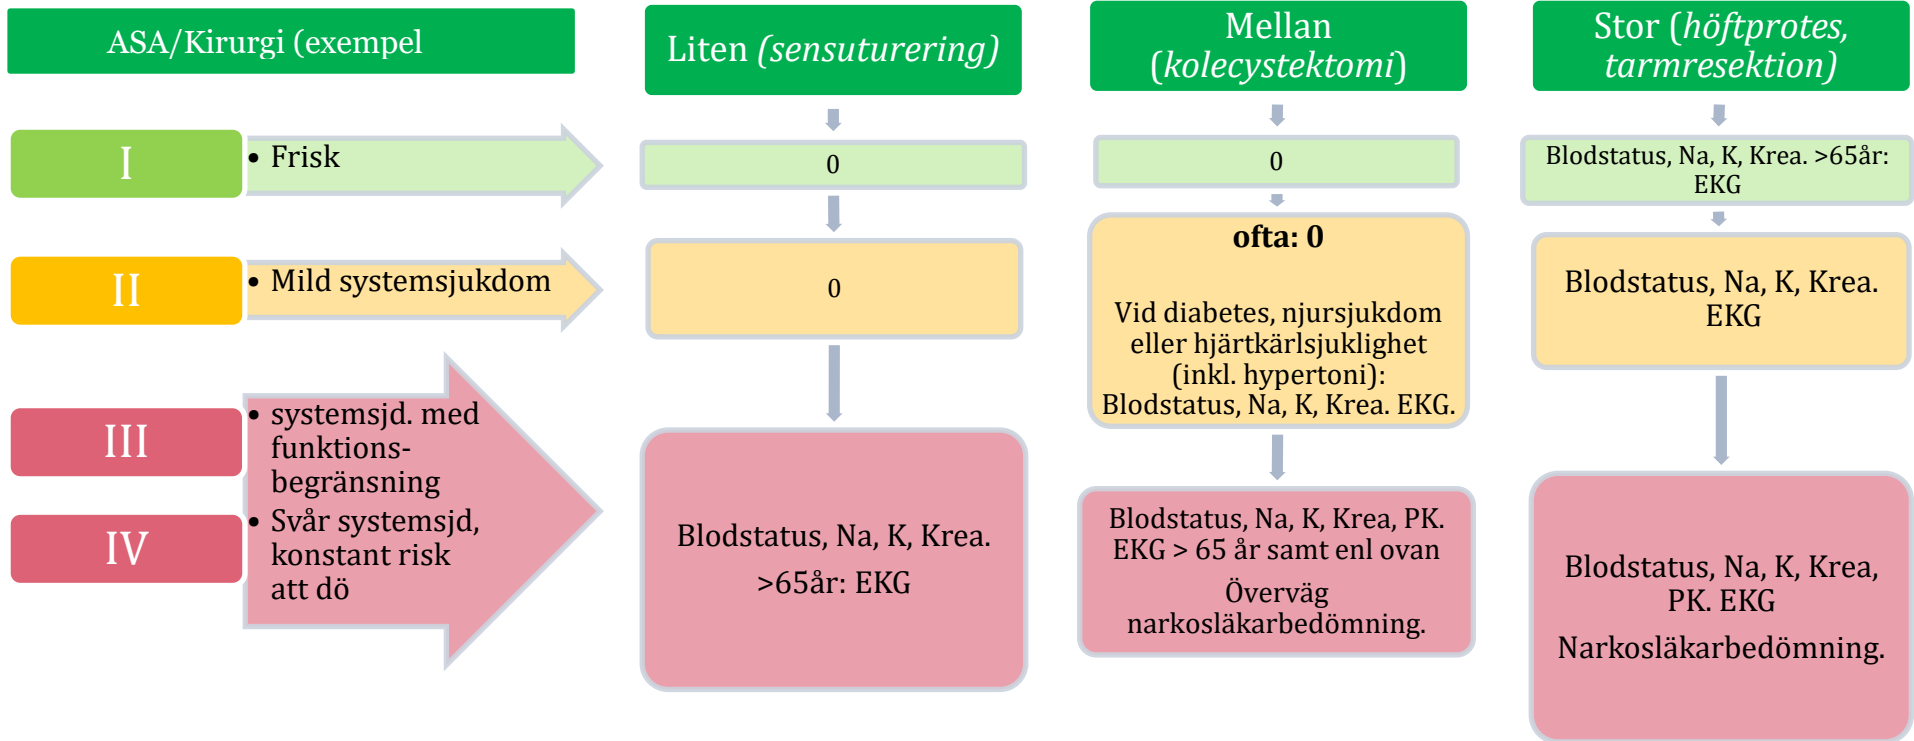 ASA/Kirurgi (exempel
I
• Frisk
II
• Mild systemsjukdom
III
• systemsjd. med
funktions-
begränsning
IV
• Svår systemsjd,
konstant risk
att dö
Liten (sensuturering)
0
0
Blodstatus, Na, K, Krea.
>65år: EKG
Mellan
(kolecystektomi)
0
ofta: 0
Vid diabetes, njursjukdom
eller hjärtkärlsjuklighet
(inkl. hypertoni):
Blodstatus, Na, K, Krea. EKG.
Blodstatus, Na, K, Krea, PK.
EKG > 65 år samt enl ovan
Överväg
narkosläkarbedömning.
Stor (höftprotes,
tarmresektion)
Blodstatus, Na, K, Krea. >65år:
EKG
Blodstatus, Na, K, Krea.
EKG
Blodstatus, Na, K, Krea,
PK. EKG
Narkosläkarbedömning.